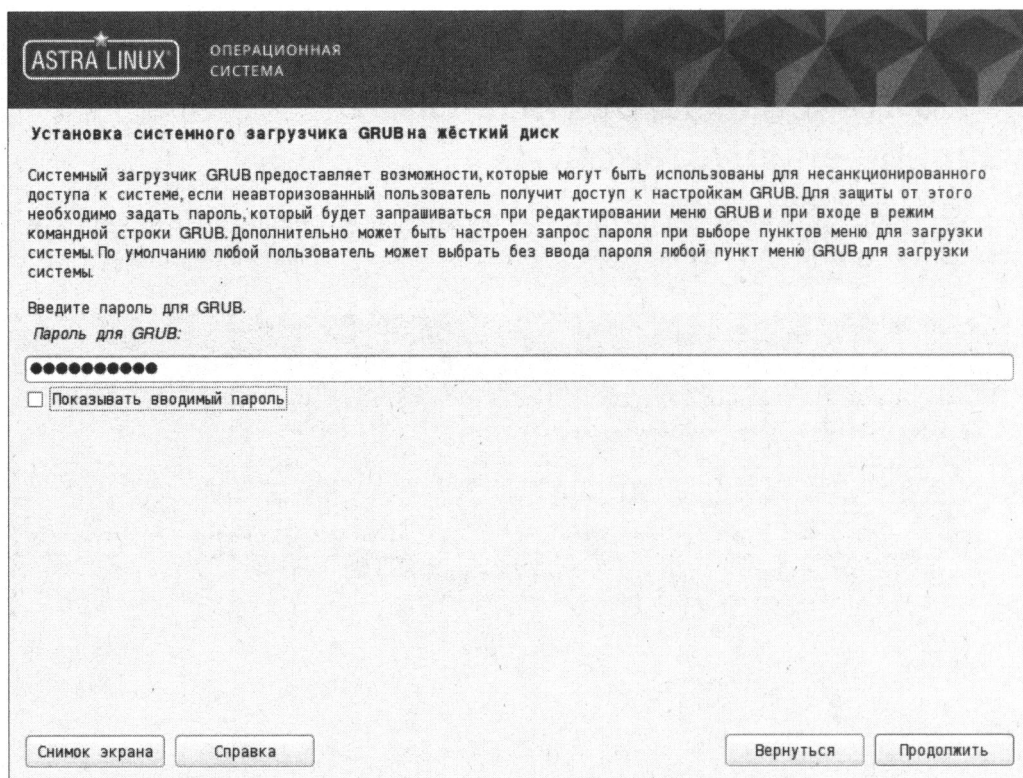 ASTRA LINUX®
ОПЕРАЦИОННАЯ
СИСТЕМА
Установка системного загрузчика GRUB на жёсткий диск
Системный загрузчик GRUB предоставляет возможности, которые могут быть использованы для несанкционированного
доступа к системе, если неавторизованный пользователь получит доступ к настройкам GRUB. Для защиты от этого
необходимо задать пароль, который будет запрашиваться при редактировании меню GRUB и при входе в режим
командной строки GRUB. Дополнительно может быть настроен запрос пароля при выборе пунктов меню для загрузки
системы. По умолчанию любой пользователь может выбрать без ввода пароля любой пункт меню GRUB для загрузки
системы.
Введите пароль для GRUB.
Пароль для GRUB:
●●●●●●●●●●
Показывать вводимый пароль
Снимок экрана
Справка
Вернуться
Продолжить